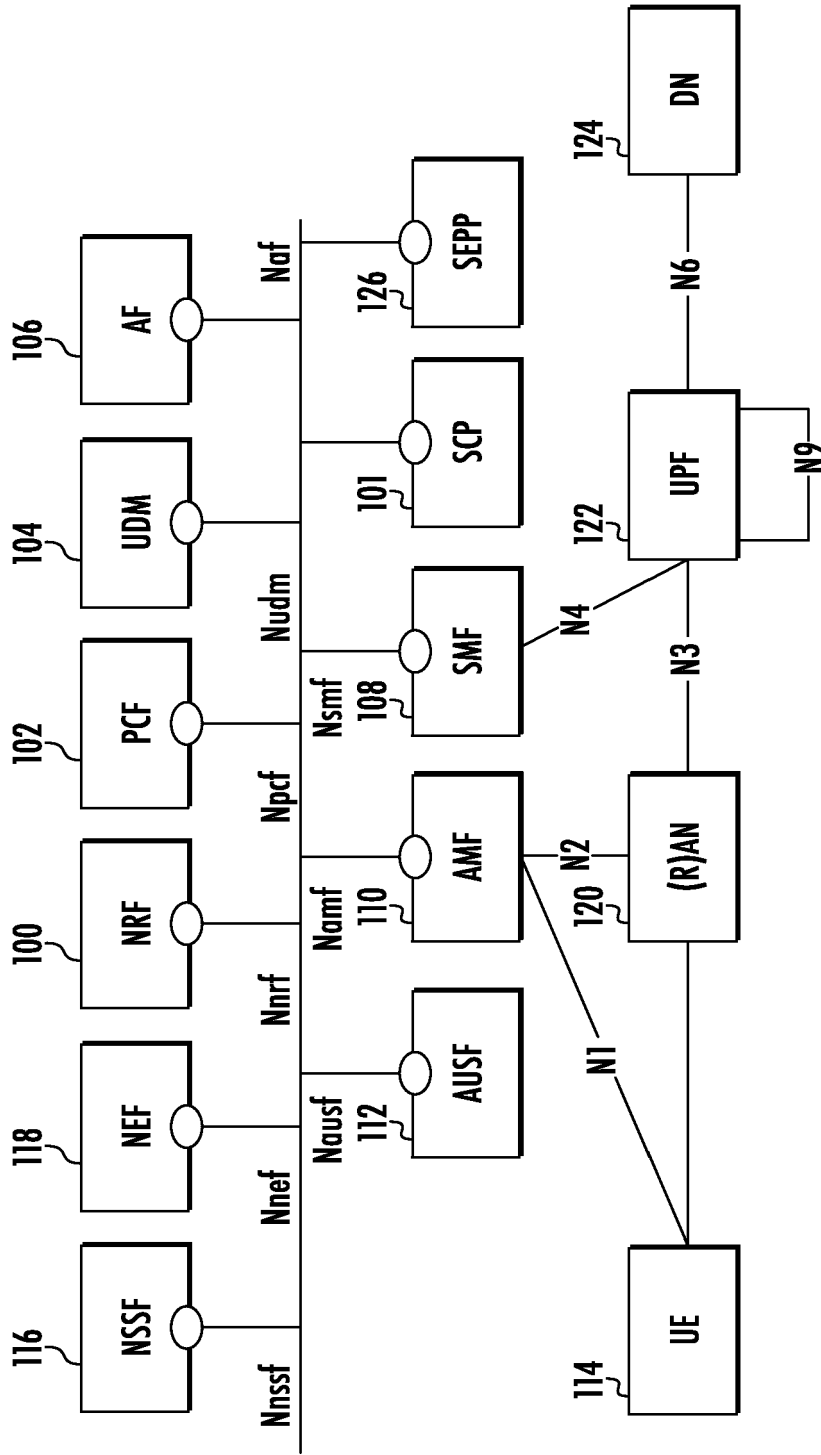 116
118
100
102
104
106
NSSF
NEF
NRF
PCF
UDM
AF
Nnssf
Nnef
Nnrf
Npcf
Nudm
Naf
Nausf
Namf
Nsmf
112
110
108
101
126
AUSF
AMF
SMF
SCP
SEPP
N1
N2
N4
114
120
122
124
UE
(R)AN
N3
UPF
N6
DN
N9